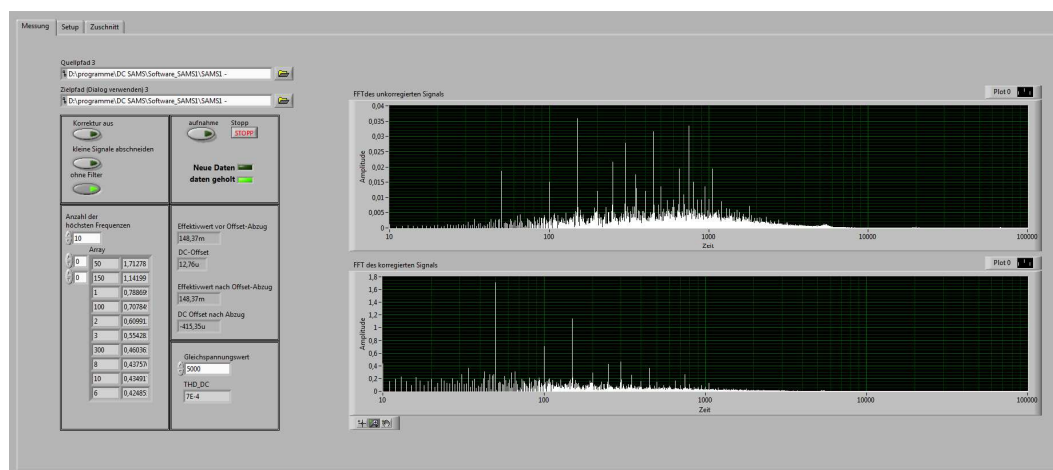 Messung Setup Zuschnitt
Quellpfad 3
D:\programme\DC SAMS\Software_SAMS1\SAMS1 -
Zielpfad (Dialog verwenden) 3
D:\programme\DC SAMS\Software_SAMS1\SAMS1 -
Korrektur aus
kleine Signale abschneiden
ohne Filter
aufnahme Stopp
STOPP
Neue Daten
daten geholt
Anzahl der
höchsten Frequenzen
10
Array
0 50 1,71278
0 150 1,14199
1 0,78869
100 0,70784
2 0,60991
3 0,55428
300 0,46036
8 0,43757
10 0,43491
6 0,42485
Effektivwert vor Offset-Abzug
148,37m
DC-Offset
12,76u
Effektivwert nach Offset-Abzug
148,37m
DC Offset nach Abzug
-415,35u
Gleichspannungswert
5000
THD_DC
7E-4
FFTdes unkorregierten Signals Plot 0
Amplitude
0,04
0,035
0,03
0,025
0,02
0,015
0,01
0,005
0
10 100 1000 10000 100000
Zeit
FFT des korregierten Signals Plot 0
Amplitude
1,8
1,6
1,4
1,2
1
0,8
0,6
0,4
0,2
0
10 100 1000 10000 100000
Zeit